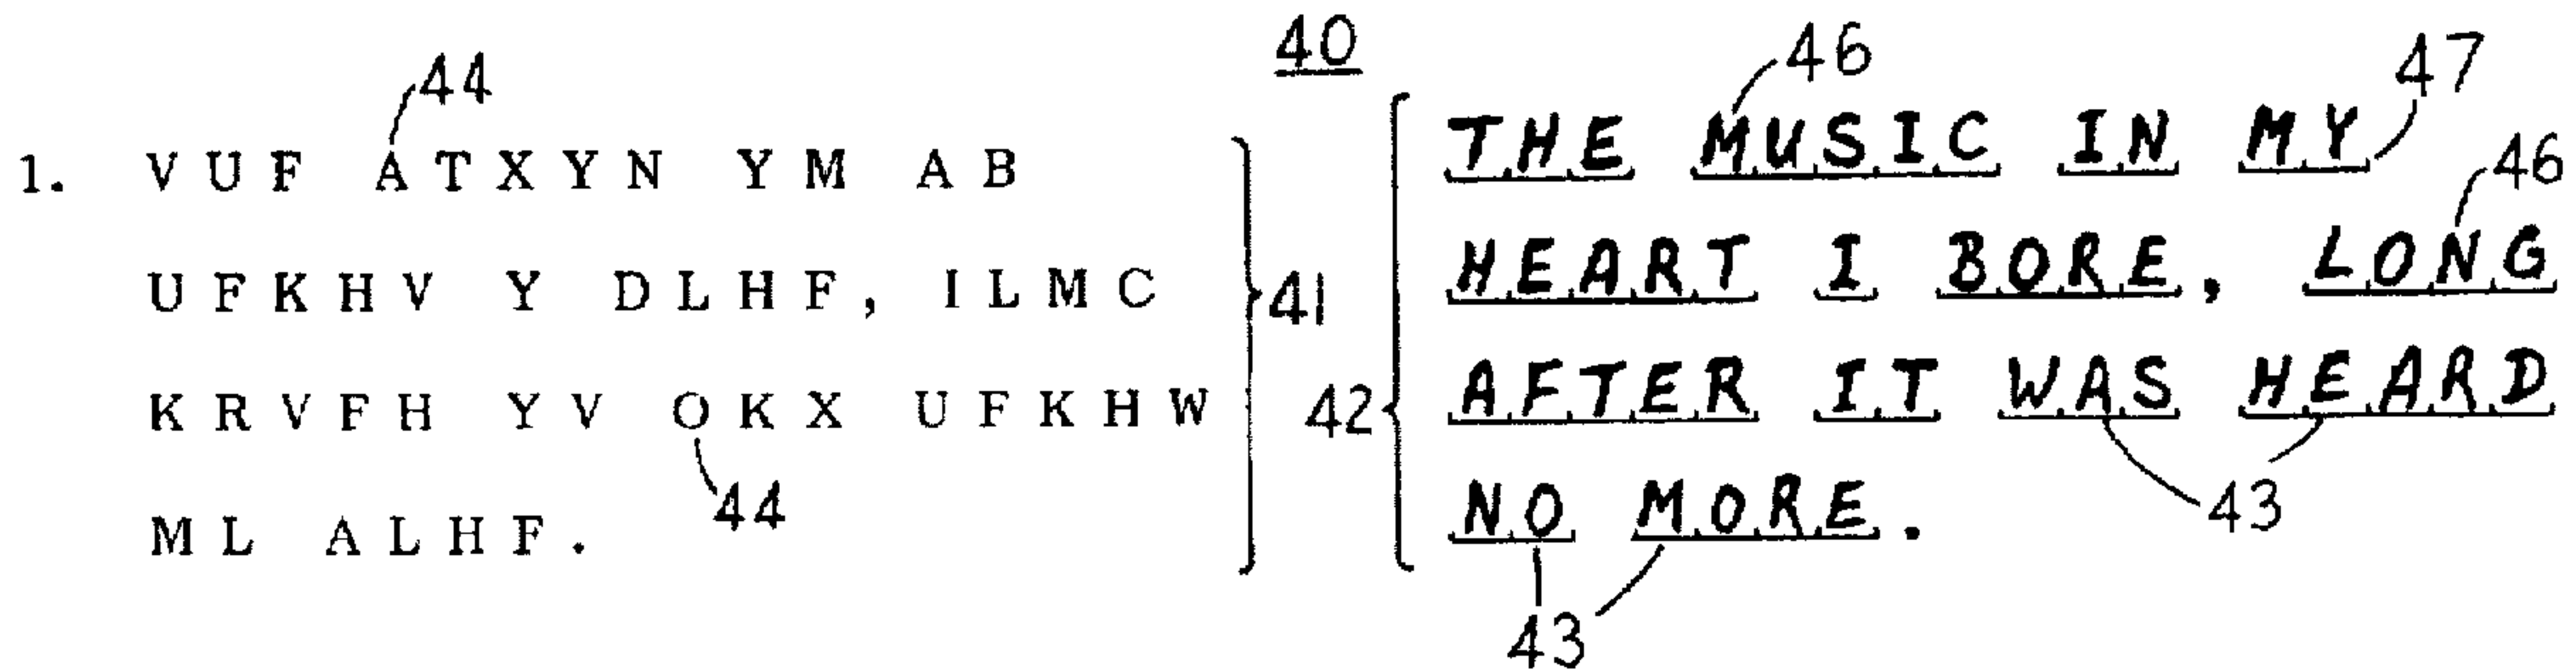 40
44
46
47
1. VUF ATXYN YM AB
THE MUSIC IN MY
46
UFKHV Y DLHF, ILMC
41
HEART I BORE, LONG
KRVFH YV OKX UFKHW
42
AFTER IT WAS HEARD
44
43
ML ALHF.
NO MORE.
43